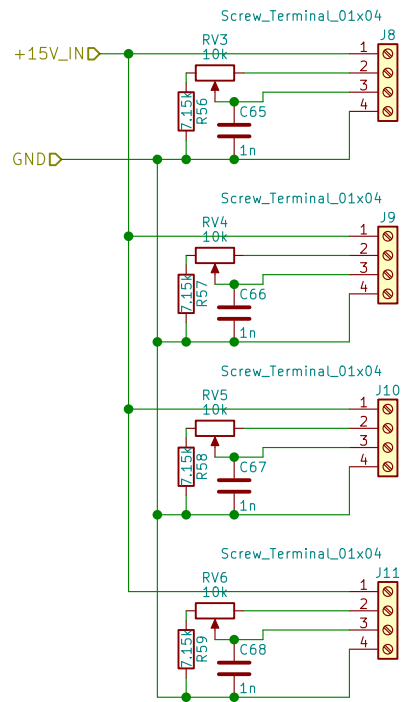 Screw_Terminal_01x04
J8
RV3
10k
+15V_IN
1
2
3
4
7.15k
R56
C65
1n
GND
Screw_Terminal_01x04
J9
RV4
10k
1
2
3
4
7.15k
R57
C66
1n
Screw_Terminal_01x04
J10
RV5
10k
1
2
3
4
7.15k
R58
C67
1n
Screw_Terminal_01x04
J11
RV6
10k
1
2
3
4
7.15k
R59
C68
1n